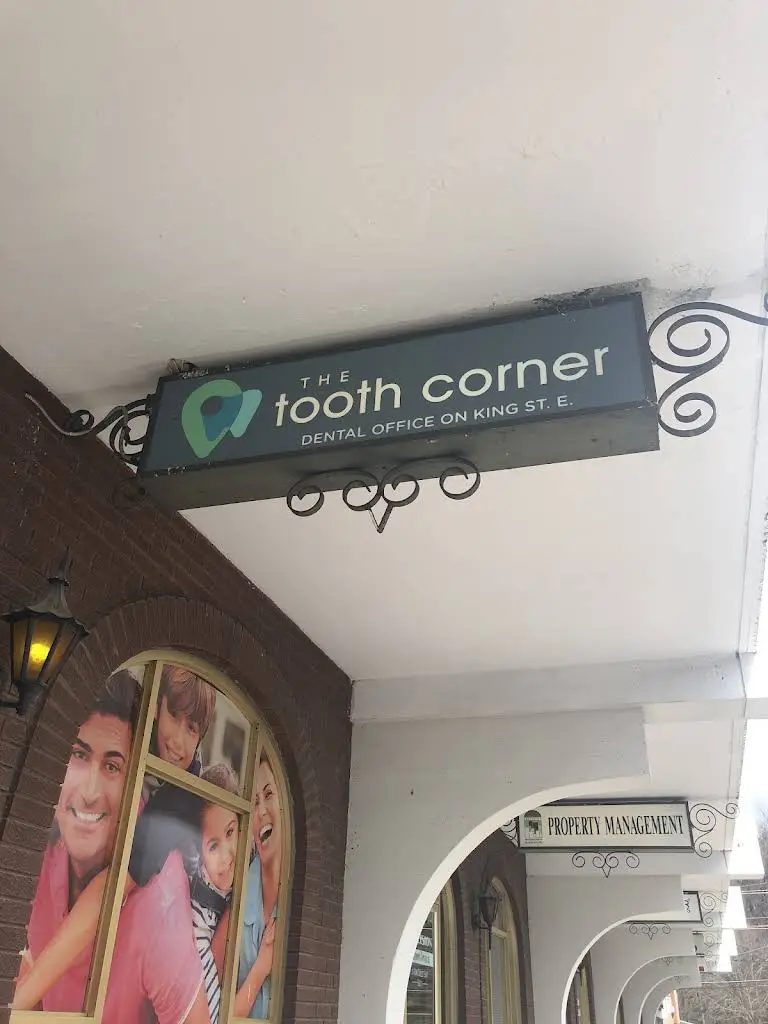 THE
tooth corner
DENTAL OFFICE ON KING ST. E.
PROPERTY MANAGEMENT